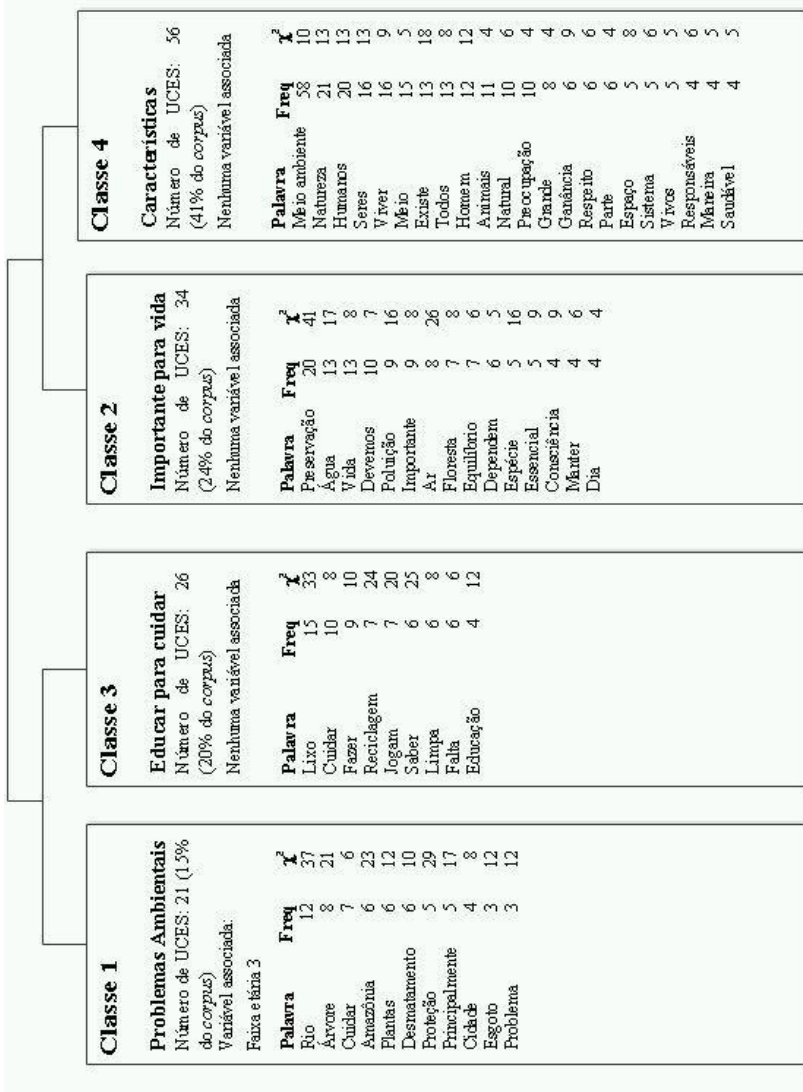 Classe 1
Problemas Ambientais
Número de UCES: 21 (15%
do corpus)
Variável associada:
Faixa etária 3
Palavra Freq χ²
Rio 12 37
Árvore 8 21
Cuidar 7 6
Amazônia 6 23
Plantas 6 12
Desmatamento 6 10
Proteção 5 29
Principalmente 5 17
Cidade 4 8
Esgoto 3 12
Problema 3 12
Classe 3
Educar para cuidar
Número de UCES: 26
(20% do corpus)
Nenhuma variável associada
Palavra Freq χ²
Lixo 15 33
Cuidar 10 8
Fazer 9 10
Reciclagem 7 24
Jogam 7 20
Saber 6 25
Limpa 6 8
Falta 6 6
Educação 4 12
Classe 2
Importante para vida
Número de UCES: 34
(24% do corpus)
Nenhuma variável associada
Palavra Freq χ²
Preservação 20 41
Água 13 17
Vida 13 8
Devemos 10 7
Poluição 9 16
Importante 9 8
Ar 8 26
Floresta 7 8
Equilíbrio 7 6
Dependem 6 5
Espécie 5 16
Essencial 5 9
Consciência 4 9
Manter 4 6
Dia 4 4
Classe 4
Características
Número de UCES: 56
(41% do corpus)
Nenhuma variável associada
Palavra Freq χ²
Meio ambiente 58 10
Natureza 21 13
Humanos 20 13
Seres 16 13
Viver 16 9
Meio 15 5
Existe 13 18
Todos 13 8
Homem 12 12
Animais 11 4
Natural 10 6
Preocupação 10 4
Grande 8 4
Ganância 6 9
Respeito 6 6
Parte 6 4
Espaço 5 8
Sistema 5 6
Vivos 5 5
Responsáveis 4 6
Maneira 4 5
Saudável 4 5